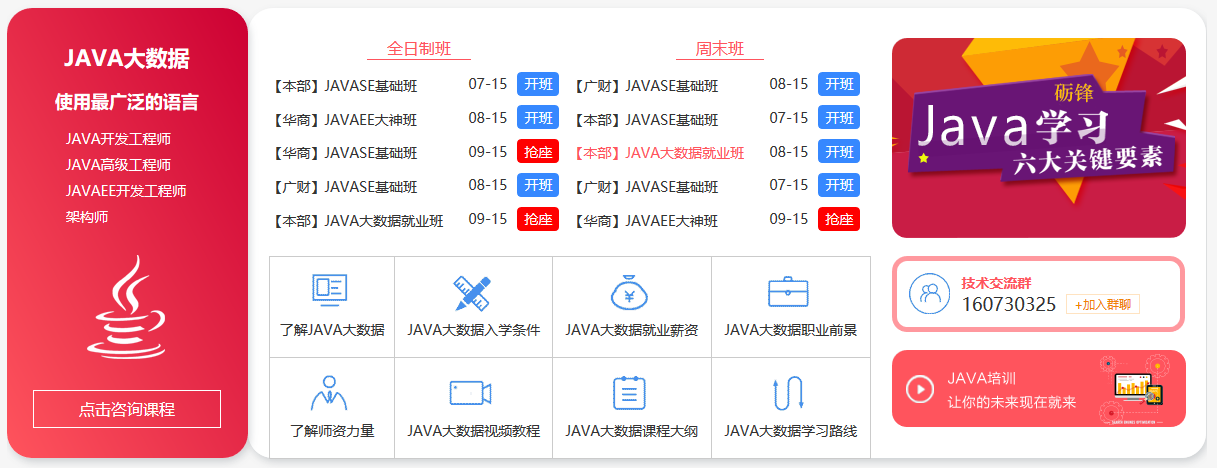 JAVA大数据
使用最广泛的语言
JAVA开发工程师
JAVA高级工程师
JAVAEE开发工程师
架构师
点击咨询课程
全日制班
【本部】JAVASE基础班 07-15 开班
【华商】JAVAEE大神班 08-15 开班
【华商】JAVASE基础班 09-15 抢座
【广财】JAVASE基础班 08-15 开班
【本部】JAVA大数据就业班 09-15 抢座
周末班
【广财】JAVASE基础班 08-15 开班
【本部】JAVASE基础班 07-15 开班
【本部】JAVA大数据就业班 08-15 开班
【广财】JAVASE基础班 07-15 开班
【华商】JAVAEE大神班 09-15 抢座
了解JAVA大数据
JAVA大数据入学条件
JAVA大数据就业薪资
JAVA大数据职业前景
了解师资力量
JAVA大数据视频教程
JAVA大数据课程大纲
JAVA大数据学习路线
砺锋
Java学习
六大关键要素
技术交流群
160730325 +加入群聊
JAVA培训
让你的未来现在就来